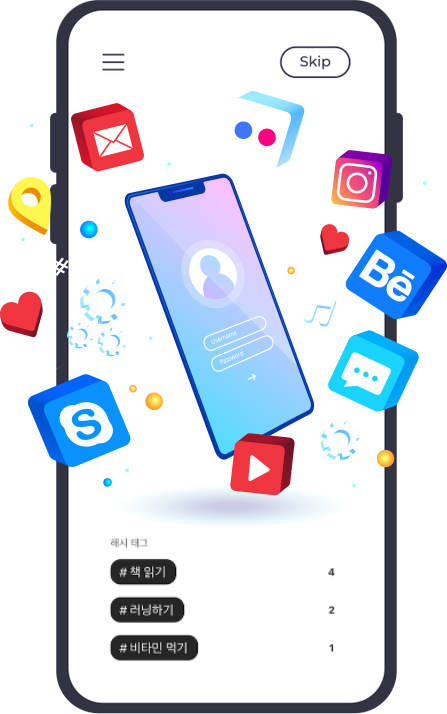 Skip
Bē
Username
Password
#
해시 태그
# 책 읽기 4
# 러닝하기 2
# 비타민 먹기 1